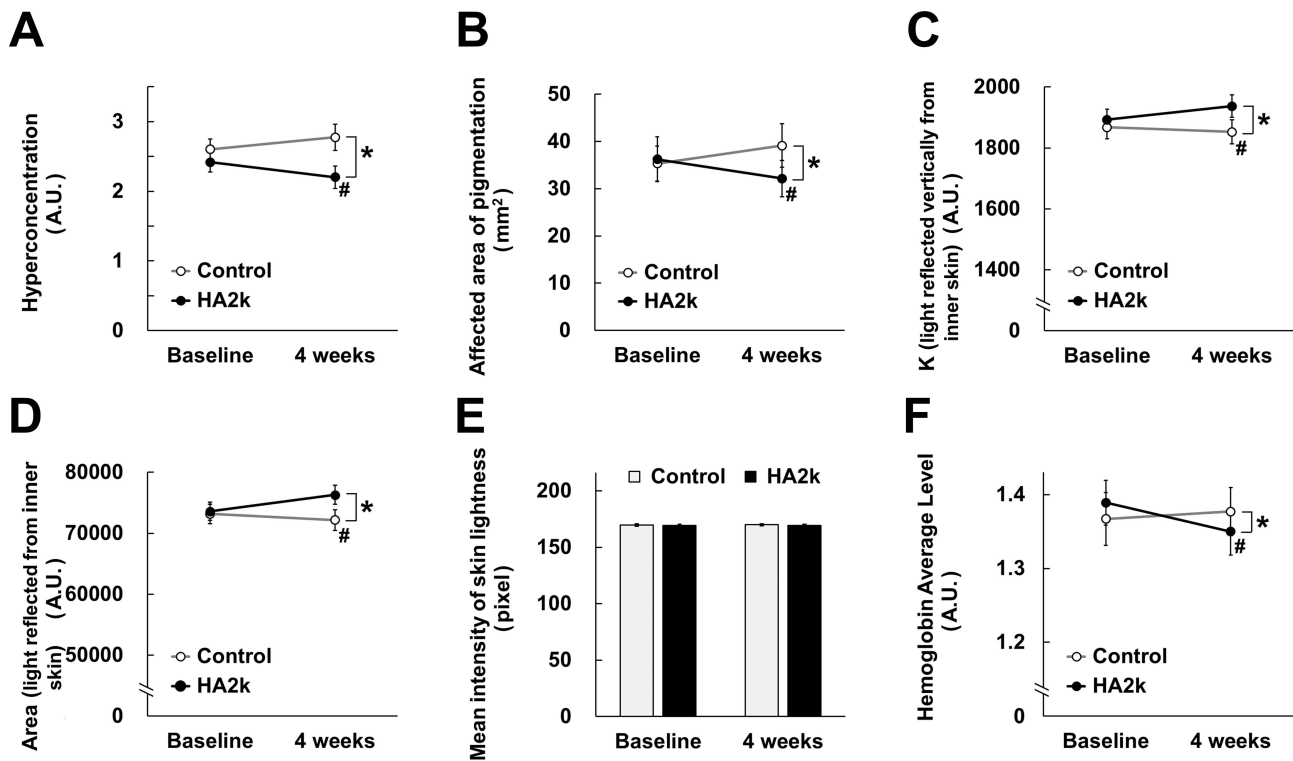 A
Hyperconcentration
(A.U.)
3
2
1
0
Control
HA2k
*
#
Baseline
4 weeks
B
Affected area of pigmentation
(mm²)
50
40
30
20
10
0
Control
HA2k
*
#
Baseline
4 weeks
C
K (light reflected vertically from
inner skin) (A.U.)
2000
1800
1600
1400
0
Control
HA2k
*
#
Baseline
4 weeks
D
Area (light reflected from inner
skin) (A.U.)
80000
70000
60000
50000
0
Control
HA2k
*
#
Baseline
4 weeks
E
Mean intensity of skin lightness
(pixel)
200
150
100
50
0
Control
HA2k
Baseline
4 weeks
F
Hemoglobin Average Level
(A.U.)
1.4
1.3
1.2
0
Control
HA2k
*
#
Baseline
4 weeks